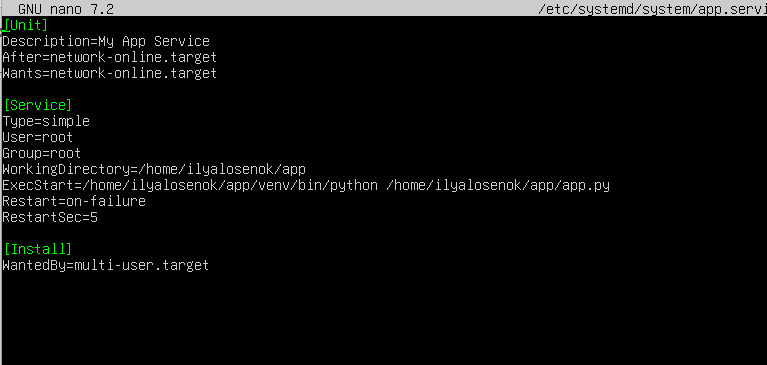 GNU nano 7.2 /etc/systemd/system/app.servi
[Unit]
Description=My App Service
After=network-online.target
Wants=network-online.target
[Service]
Type=simple
User=root
Group=root
WorkingDirectory=/home/ilyalosenok/app
ExecStart=/home/ilyalosenok/app/venv/bin/python /home/ilyalosenok/app/app.py
Restart=on-failure
RestartSec=5
[Install]
WantedBy=multi-user.target